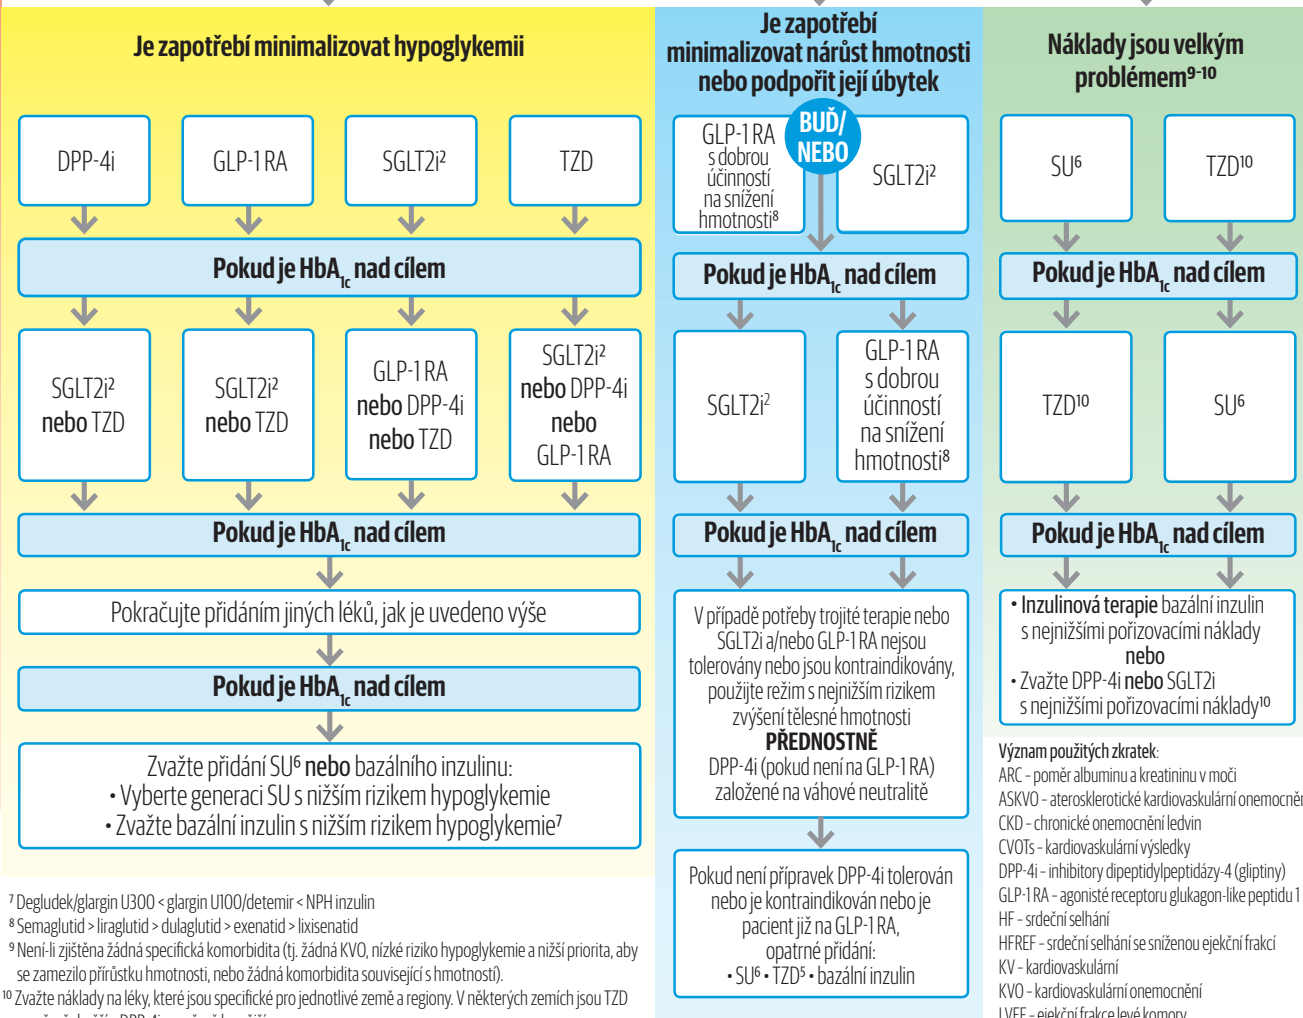 Je zapotřebí minimalizovat hypoglykemii
DPP-4i
GLP-1 RA
SGLT2i²
TZD
Pokud je HbA1c nad cílem
SGLT2i²
nebo TZD
SGLT2i²
nebo TZD
GLP-1 RA
nebo DPP-4i
nebo TZD
SGLT2i²
nebo DPP-4i
nebo
GLP-1 RA
Pokud je HbA1c nad cílem
Pokračujte přidáním jiných léků, jak je uvedeno výše
Pokud je HbA1c nad cílem
Zvažte přidání SU⁶ nebo bazálního inzulinu:
• Vyberte generaci SU s nižším rizikem hypoglykemie
• Zvažte bazální inzulin s nižším rizikem hypoglykemie⁷
Je zapotřebí
minimalizovat nárůst hmotnosti
nebo podpořit její úbytek
GLP-1 RA
s dobrou
účinností
na snížení
hmotnosti⁸
BUĎ/
NEBO
SGLT2i²
Pokud je HbA1c nad cílem
SGLT2i²
GLP-1 RA
s dobrou
účinností
na snížení
hmotnosti⁸
Pokud je HbA1c nad cílem
V případě potřeby trojité terapie nebo
SGLT2i a/nebo GLP-1 RA nejsou
tolerovány nebo jsou kontraindikovány,
použijte režim s nejnižším rizikem
zvýšení tělesné hmotnosti
PŘEDNOSTNĚ
DPP-4i (pokud není na GLP-1 RA)
založené na váhové neutralitě
Pokud není přípravek DPP-4i tolerován
nebo je kontraindikován nebo je
pacient již na GLP-1 RA,
opatrné přidání:
• SU⁶ • TZD⁵ • bazální inzulin
Náklady jsou velkým
problémem⁹⁻¹⁰
SU⁶
TZD¹⁰
Pokud je HbA1c nad cílem
TZD¹⁰
SU⁶
Pokud je HbA1c nad cílem
• Inzulinová terapie bazální inzulin
s nejnižšími pořizovacími náklady
nebo
• Zvažte DPP-4i nebo SGLT2i
s nejnižšími pořizovacími náklady¹⁰
Význam použitých zkratek:
ARC – poměr albuminu a kreatininu v moči
ASKVO – aterosklerotické kardiovaskulární onemocněn
CKD – chronické onemocnění ledvin
CVOTs – kardiovaskulární výsledky
DPP-4i – inhibitory dipeptidylpeptidázy-4 (gliptiny)
GLP-1 RA – agonisté receptoru glukagon-like peptidu 1
HF – srdeční selhání
HFREF – srdeční selhání se sníženou ejekční frakcí
KV – kardiovaskulární
KVO – kardiovaskulární onemocnění
LVEF – ejekční frakce levé komory
⁷ Degludek/glargin U300 < glargin U100/detemir < NPH inzulin
⁸ Semaglutid > liraglutid > dulaglutid > exenatid > lixisenatid
⁹ Není-li zjištěna žádná specifická komorbidita (tj. žádná KVO, nízké riziko hypoglykemie a nižší priorita, aby
se zamezilo přírůstku hmotnosti, nebo žádná komorbidita související s hmotností).
¹⁰ Zvažte náklady na léky, které jsou specifické pro jednotlivé země a regiony. V některých zemích jsou TZD